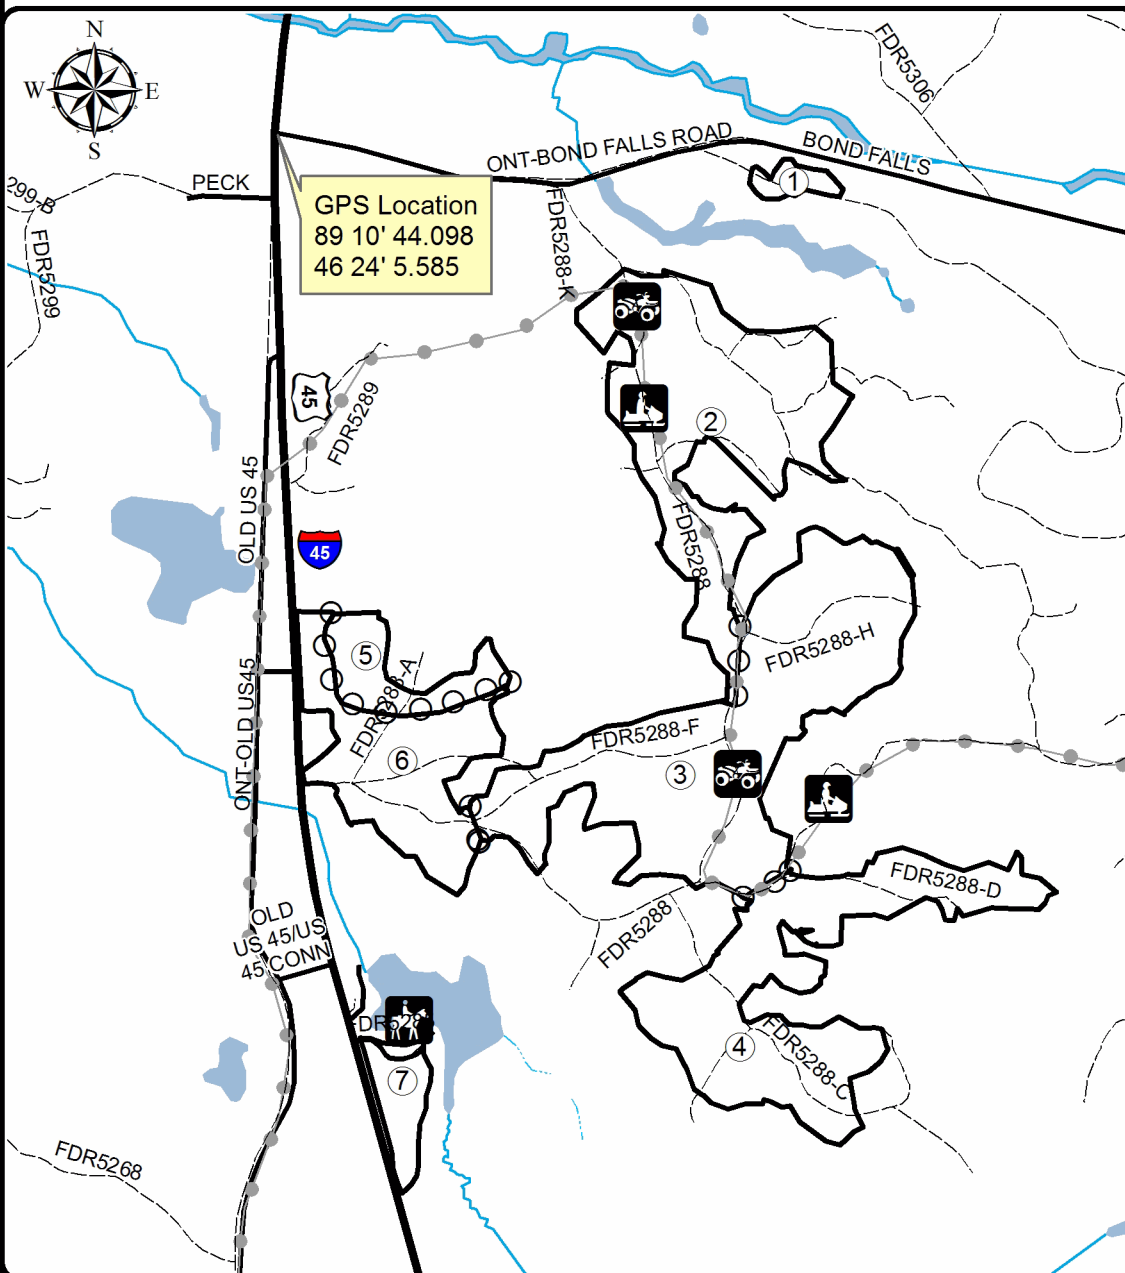 N
W E
S
FDR5306
ONT-BOND FALLS ROAD
BOND FALLS
1
PECK
299-B
FDR5299
GPS Location
89 10' 44.098
46 24' 5.585
FDR5288-K
45
FDR5289
2
OLD US 45
45
FDR5288
FDR5288-H
5
FDR5288-A
ONT-OLD US45
6
FDR5288-F
3
FDR5288-D
OLD
US 45/US
45 CONN
FDR5288
4
FDR5288-C
7
FDR5268